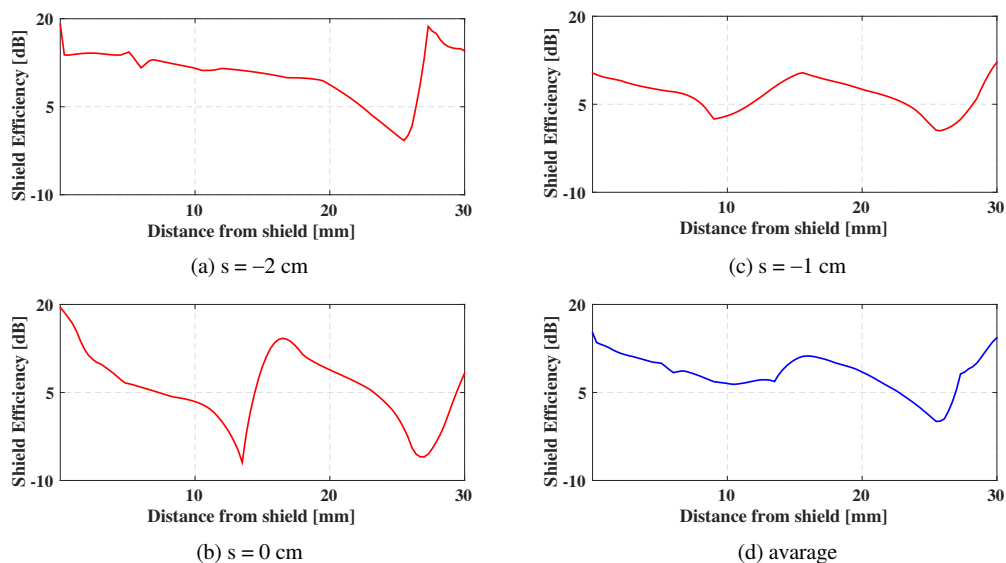 20
5
-10
Shield Efficiency [dB]
10
20
30
Distance from shield [mm]
(a) s = −2 cm
20
5
-10
Shield Efficiency [dB]
10
20
30
Distance from shield [mm]
(c) s = −1 cm
20
5
-10
Shield Efficiency [dB]
10
20
30
Distance from shield [mm]
(b) s = 0 cm
20
5
-10
Shield Efficiency [dB]
10
20
30
Distance from shield [mm]
(d) avarage